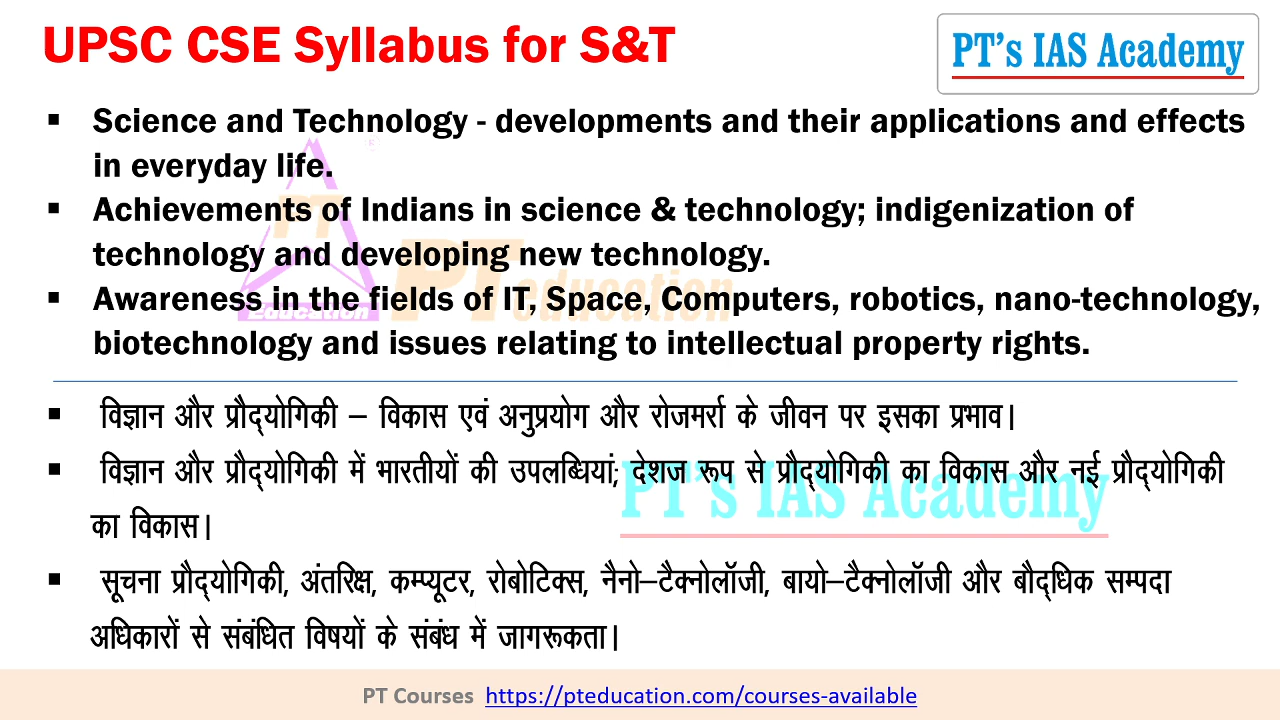 UPSC CSE Syllabus for S&T
PT's IAS Academy
▪ Science and Technology - developments and their applications and effects
in everyday life.
▪ Achievements of Indians in science & technology; indigenization of
technology and developing new technology.
▪ Awareness in the fields of IT, Space, Computers, robotics, nano-technology,
biotechnology and issues relating to intellectual property rights.
PT
Education
PT education
▪ विज्ञान और प्रौद्योगिकी – विकास एवं अनुप्रयोग और रोजमर्रा के जीवन पर इसका प्रभाव।
▪ विज्ञान और प्रौद्योगिकी में भारतीयों की उपलब्धियां; देशज रूप से प्रौद्योगिकी का विकास और नई प्रौद्योगिकी
का विकास।
PT's IAS Academy
▪ सूचना प्रौद्योगिकी, अंतरिक्ष, कम्प्यूटर, रोबोटिक्स, नैनो–टैक्नोलॉजी, बायो–टैक्नोलॉजी और बौद्धिक सम्पदा
अधिकारों से संबंधित विषयों के संबंध में जागरूकता।
PT Courses https://pteducation.com/courses-available